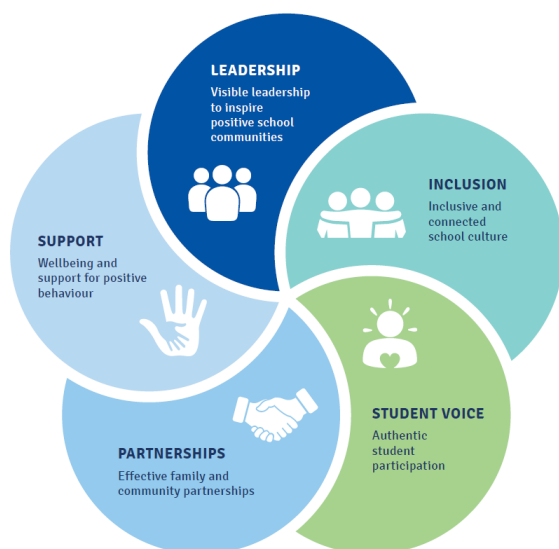 LEADERSHIP
Visible leadership
to inspire
positive school
communities
INCLUSION
Inclusive and
connected
school culture
STUDENT VOICE
Authentic
student
participation
PARTNERSHIPS
Effective family and
community partnerships
SUPPORT
Wellbeing and
support for positive
behaviour